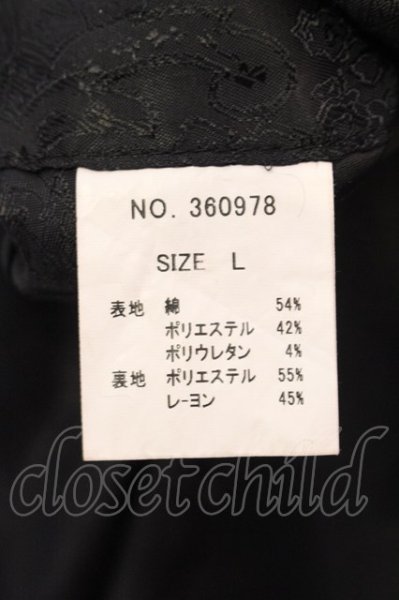 NO. 360978
SIZE L
表地 綿 54%
ポリエステル 42%
ポリウレタン 4%
裏地 ポリエステル 55%
レーヨン 45%
closetchild